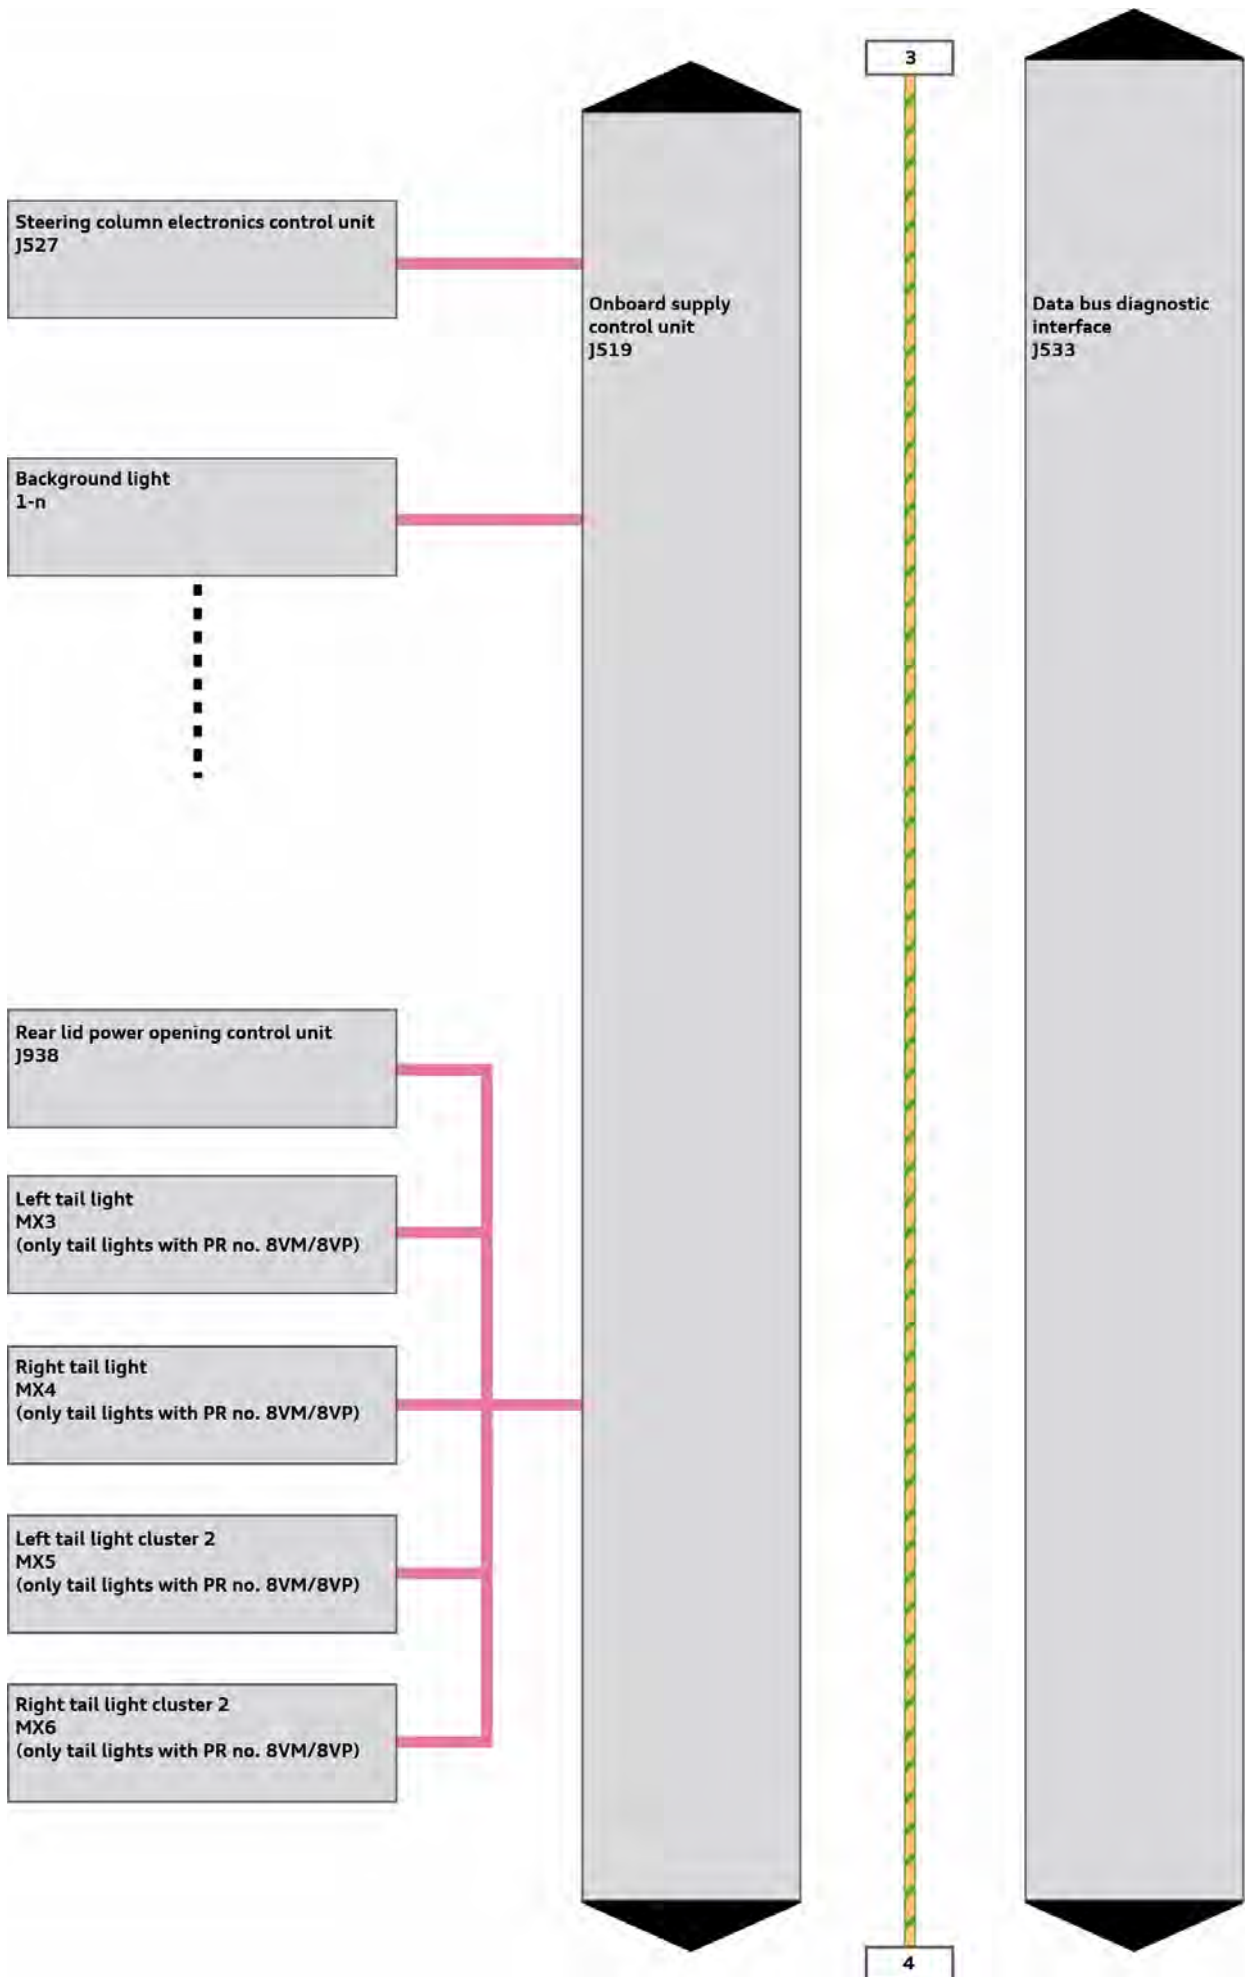 3
Steering column electronics control unit
J527
Onboard supply
control unit
J519
Data bus diagnostic
interface
J533
Background light
1-n
Rear lid power opening control unit
J938
Left tail light
MX3
(only tail lights with PR no. 8VM/8VP)
Right tail light
MX4
(only tail lights with PR no. 8VM/8VP)
Left tail light cluster 2
MX5
(only tail lights with PR no. 8VM/8VP)
Right tail light cluster 2
MX6
(only tail lights with PR no. 8VM/8VP)
4